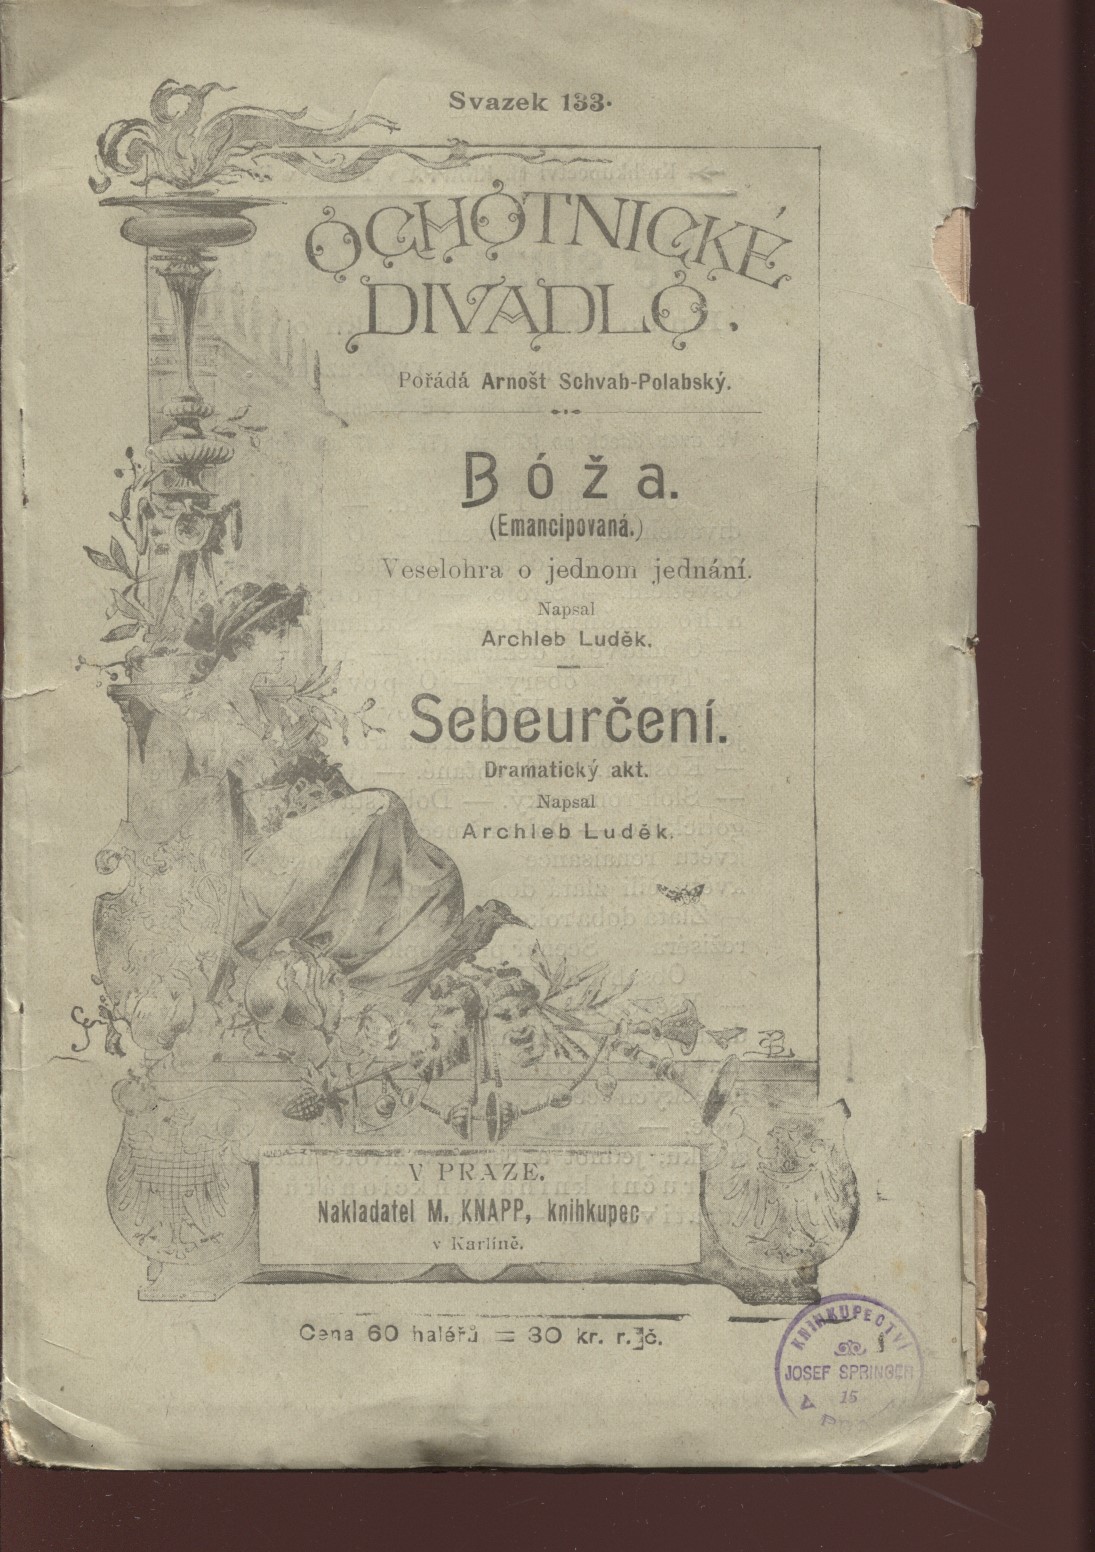 Svazek 133.
OCHOTNICKÉ
DIVADLO.
Pořádá Arnošt Schvab-Polabský.
Bóža.
(Emancipovaná.)
Veselohra o jednom jednání.
Napsal
Archleb Luděk.
Sebeurčení.
Dramatický akt.
Napsal
Archleb Luděk.
V PRAZE.
Nakladatel M. KNAPP, knihkupec
v Karlíně.
Cena 60 haléřů = 30 kr. r. č.
KNIHKUPECTVÍ
JOSEF SPRINGER
15